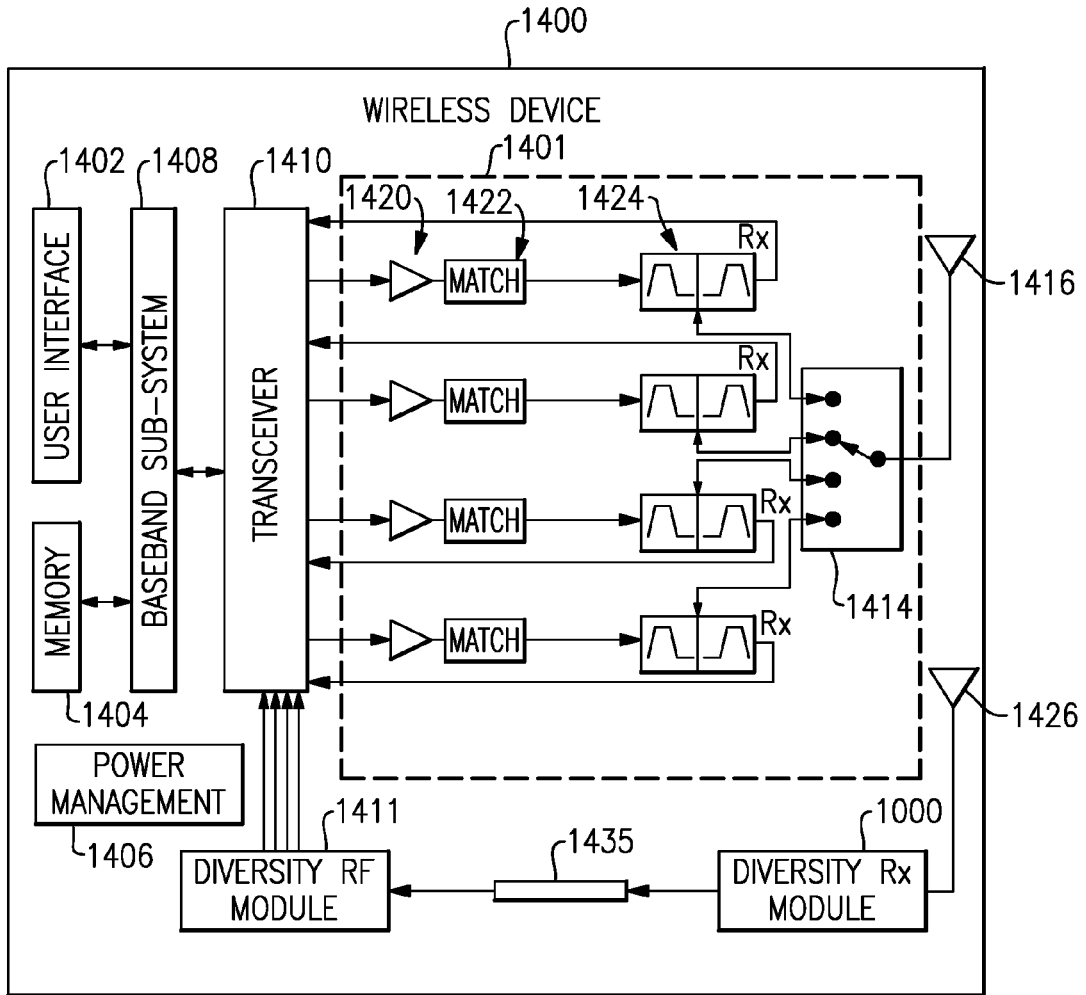 1400
WIRELESS DEVICE
1402
1408
1410
1401
1420
1422
1424
Rx
MATCH
1416
USER INTERFACE
BASEBAND SUB-SYSTEM
TRANSCEIVER
Rx
MATCH
MATCH
Rx
1414
MEMORY
MATCH
Rx
1404
1426
POWER
MANAGEMENT
1406
1411
1435
1000
DIVERSITY RF
MODULE
DIVERSITY Rx
MODULE